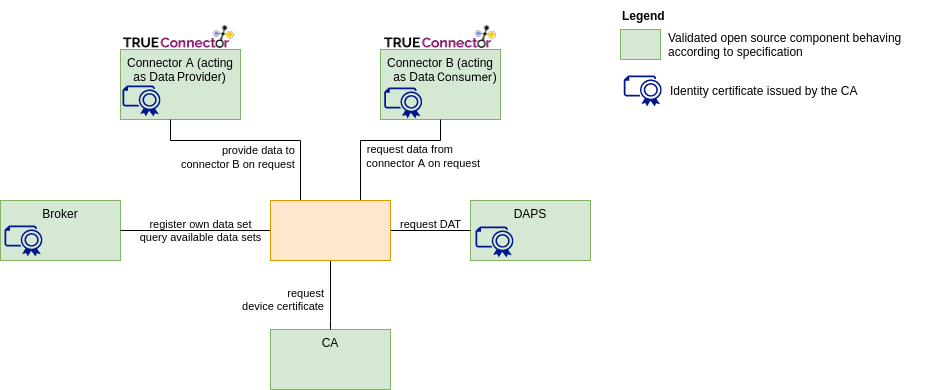 TRUEConnector
Connector A (acting
as Data Provider)
TRUEConnector
Connector B (acting
as Data Consumer)
Legend
Validated open source component behaving
according to specification
Identity certificate issued by the CA
provide data to
connector B on request
request data from
connector A on request
Broker
register own data set
query available data sets
request DAT
DAPS
request
device certificate
CA